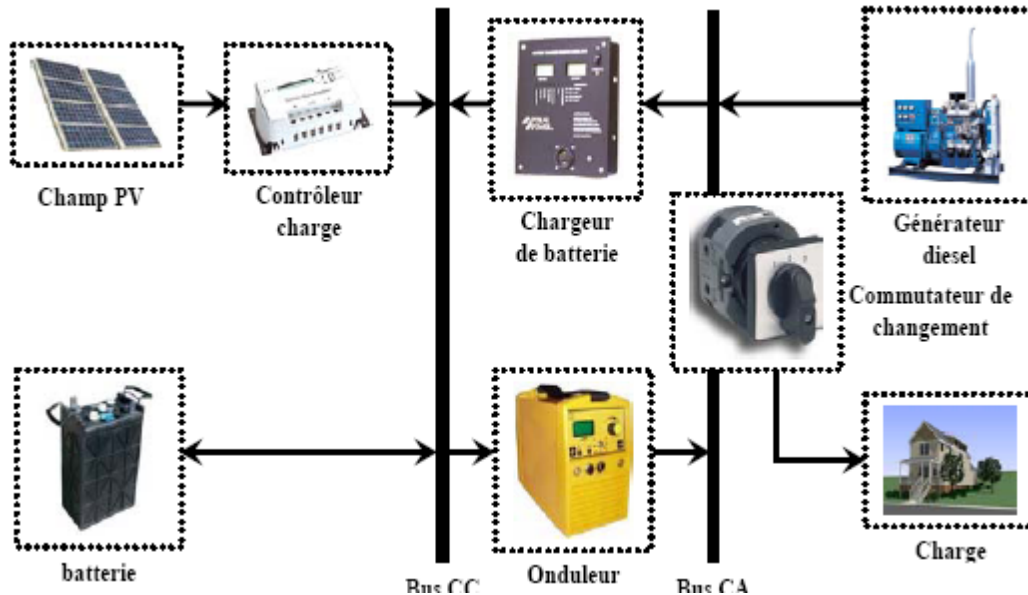 Champ PV
Contrôleur
charge
Chargeur
de batterie
Générateur
diesel
Commutateur de
changement
batterie
Bus CC
Onduleur
Bus CA
Charge